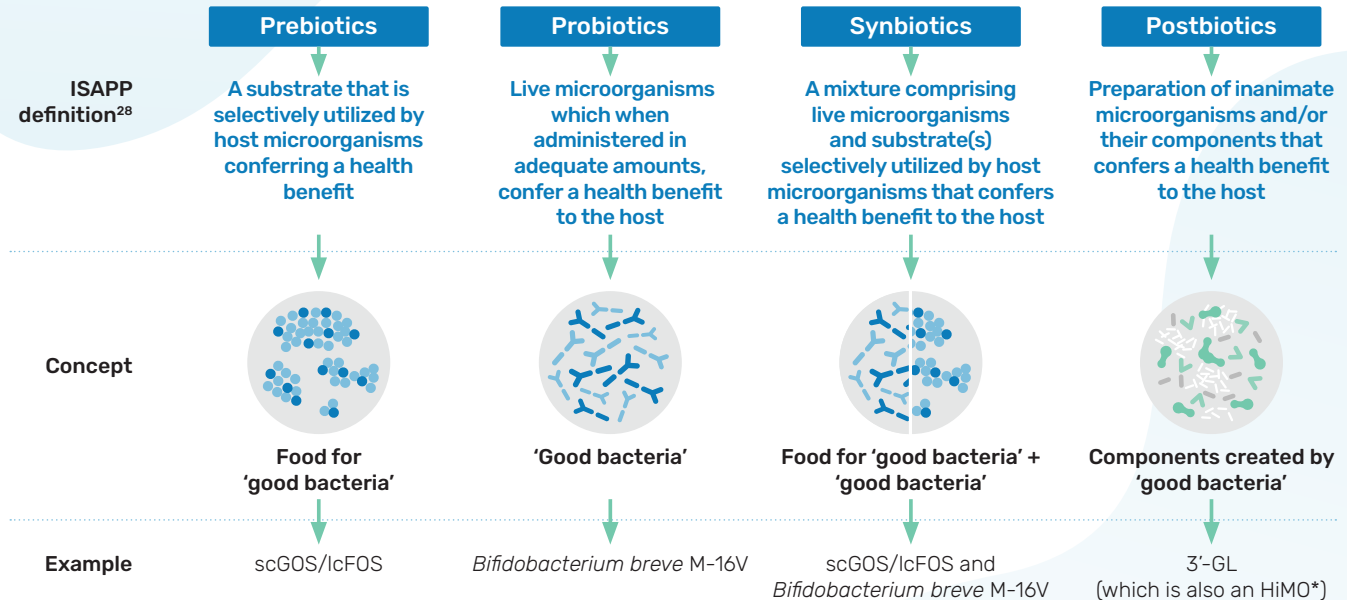 Prebiotics
Probiotics
Synbiotics
Postbiotics
ISAPP
definition²⁸
A substrate that is
selectively utilized by
host microorganisms
conferring a health
benefit
Live microorganisms
which when
administered in
adequate amounts,
confer a health benefit
to the host
A mixture comprising
live microorganisms
and substrate(s)
selectively utilized by host
microorganisms that confers
a health benefit to the host
Preparation of inanimate
microorganisms and/or
their components that
confers a health benefit
to the host
Concept
Food for
‘good bacteria’
‘Good bacteria’
Food for ‘good bacteria’ +
‘good bacteria’
Components created by
‘good bacteria’
Example
scGOS/lcFOS
Bifidobacterium breve M-16V
scGOS/lcFOS and
Bifidobacterium breve M-16V
3’-GL
(which is also an HiMO*)